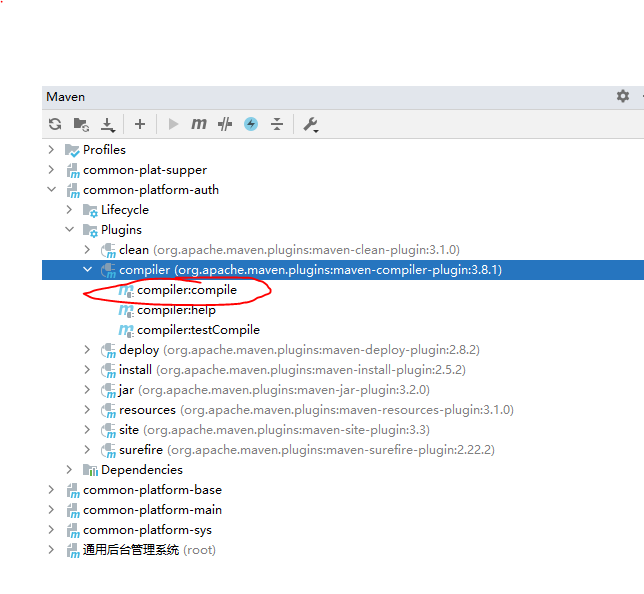 Maven
Profiles
common-plat-supper
common-platform-auth
Lifecycle
Plugins
clean (org.apache.maven.plugins:maven-clean-plugin:3.1.0)
compiler (org.apache.maven.plugins:maven-compiler-plugin:3.8.1)
compiler:compile
compiler:help
compiler:testCompile
deploy (org.apache.maven.plugins:maven-deploy-plugin:2.8.2)
install (org.apache.maven.plugins:maven-install-plugin:2.5.2)
jar (org.apache.maven.plugins:maven-jar-plugin:3.2.0)
resources (org.apache.maven.plugins:maven-resources-plugin:3.1.0)
site (org.apache.maven.plugins:maven-site-plugin:3.3)
surefire (org.apache.maven.plugins:maven-surefire-plugin:2.22.2)
Dependencies
common-platform-base
common-platform-main
common-platform-sys
通用后台管理系统 (root)